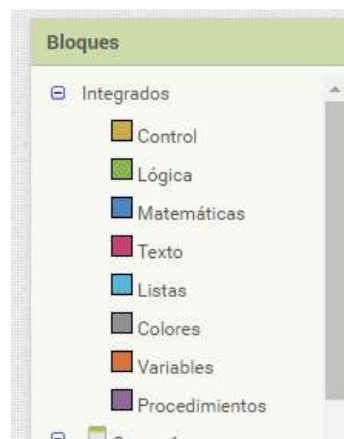 Bloques
Integrados
Control
Lógica
Matemáticas
Texto
Listas
Colores
Variables
Procedimientos